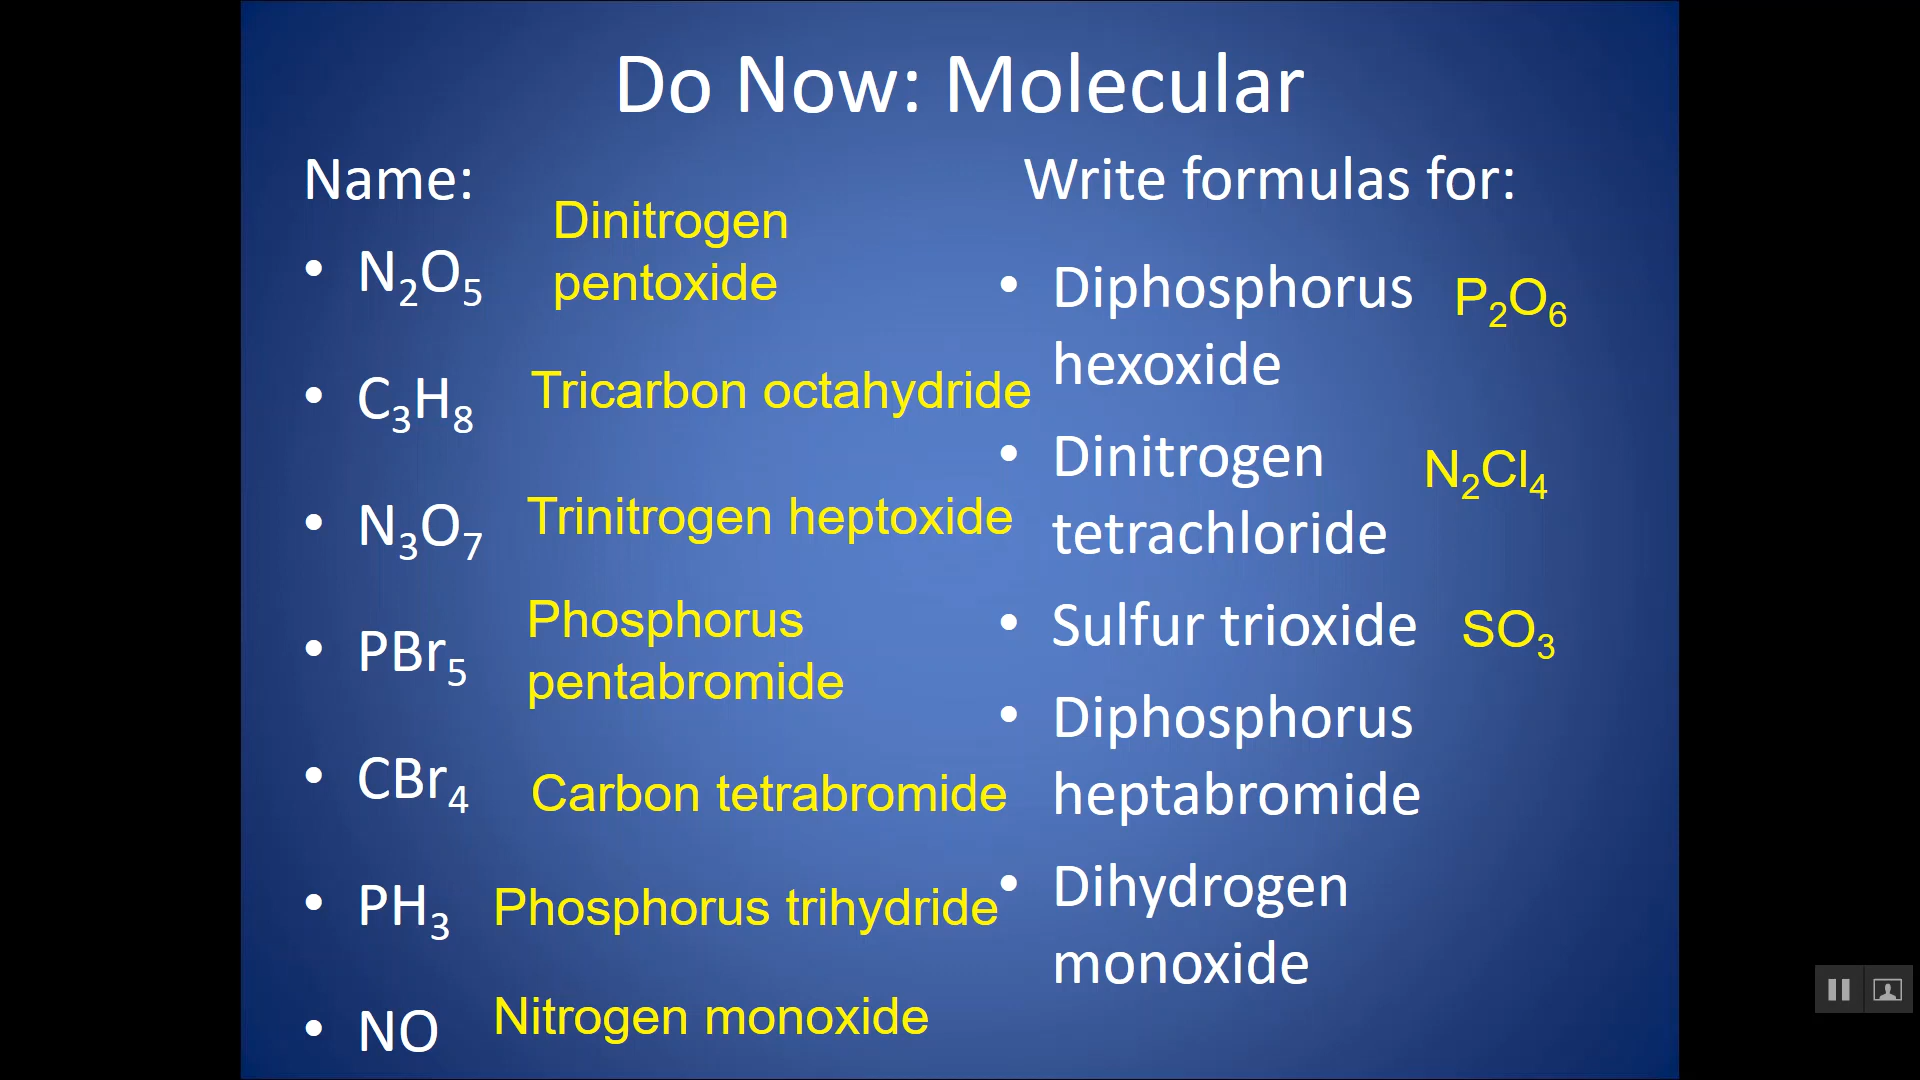 Do Now: Molecular
Name:
• N₂O₅
Dinitrogen
pentoxide
• C₃H₈
Tricarbon octahydride
• N₃O₇
Trinitrogen heptoxide
• PBr₅
Phosphorus
pentabromide
• CBr₄
Carbon tetrabromide
• PH₃
Phosphorus trihydride
• NO
Nitrogen monoxide
Write formulas for:
• Diphosphorus
hexoxide
P₂O₆
• Dinitrogen
tetrachloride
N₂Cl₄
• Sulfur trioxide
SO₃
• Diphosphorus
heptabromide
• Dihydrogen
monoxide